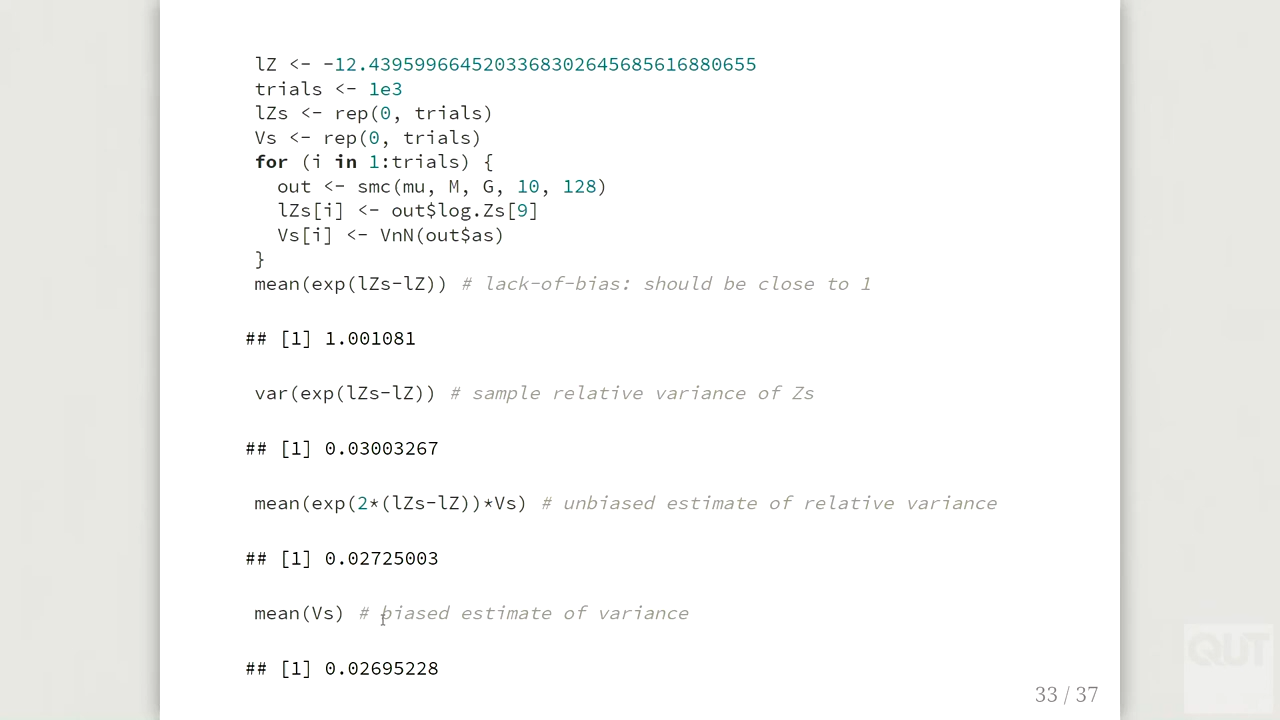 lZ <- -12.439599664520336830264568561688​0655
trials <- 1e3
lZs <- rep(0, trials)
Vs <- rep(0, trials)
for (i in 1:trials) {
  out <- smc(mu, M, G, 10, 128)
  lZs[i] <- out$log.Zs[9]
  Vs[i] <- VnN(out$as)
}
mean(exp(lZs-lZ)) # lack-of-bias: should be close to 1
## [1] 1.001081
var(exp(lZs-lZ)) # sample relative variance of Zs
## [1] 0.03003267
mean(exp(2*(lZs-lZ))*Vs) # unbiased estimate of relative variance
## [1] 0.02725003
mean(Vs) # biased estimate of variance
## [1] 0.02695228
33 / 37
QUT